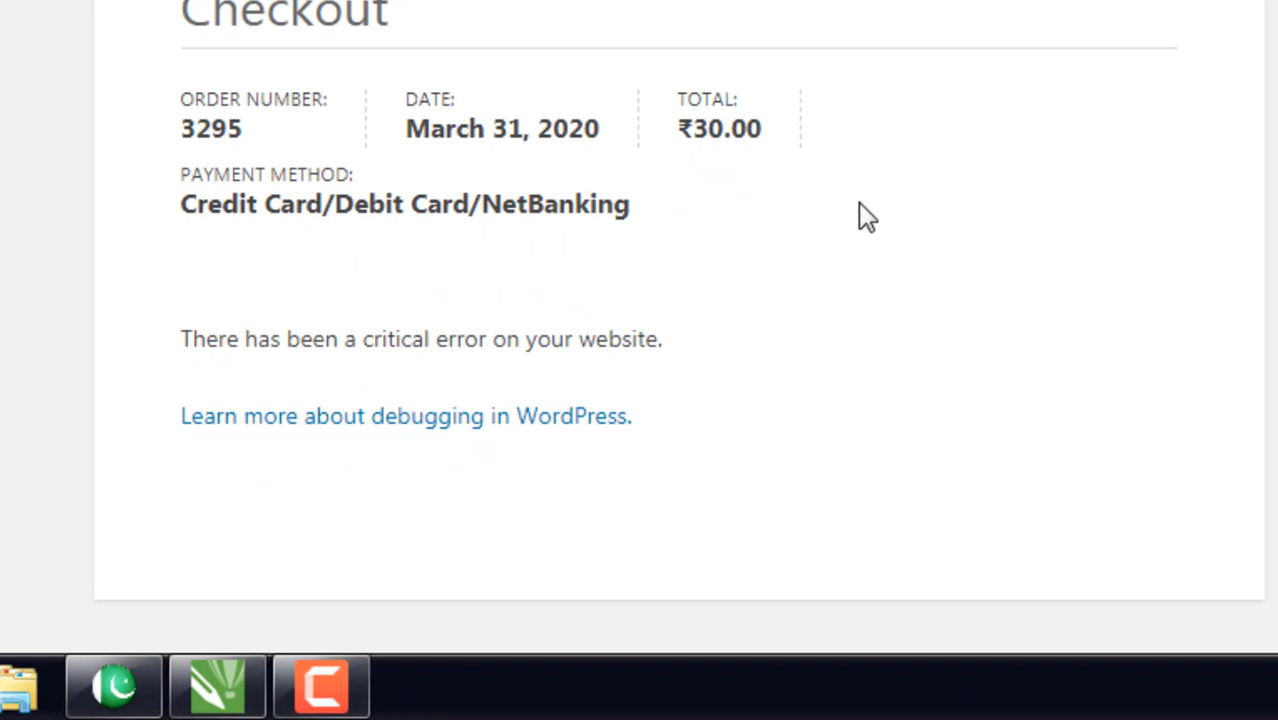 Checkout
ORDER NUMBER:
3295
DATE:
March 31, 2020
TOTAL:
₹30.00
PAYMENT METHOD:
Credit Card/Debit Card/NetBanking
There has been a critical error on your website.
Learn more about debugging in WordPress.